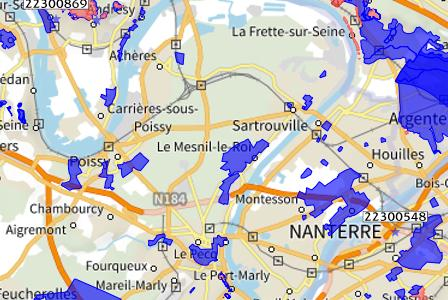 22300869
Achères
La Frette-sur-Seine
Carrières-sous-
Poissy
Sartrouville
Argente
Le Mesnil-le-Roi
Houilles
Poissy
N184
Montesson
Bois-
Chambourcy
22300548
NANTERRE
Aigremont
Le Pecq
Fourqueux
Le Port-Marly
Mareil-Marly
Feucherolles